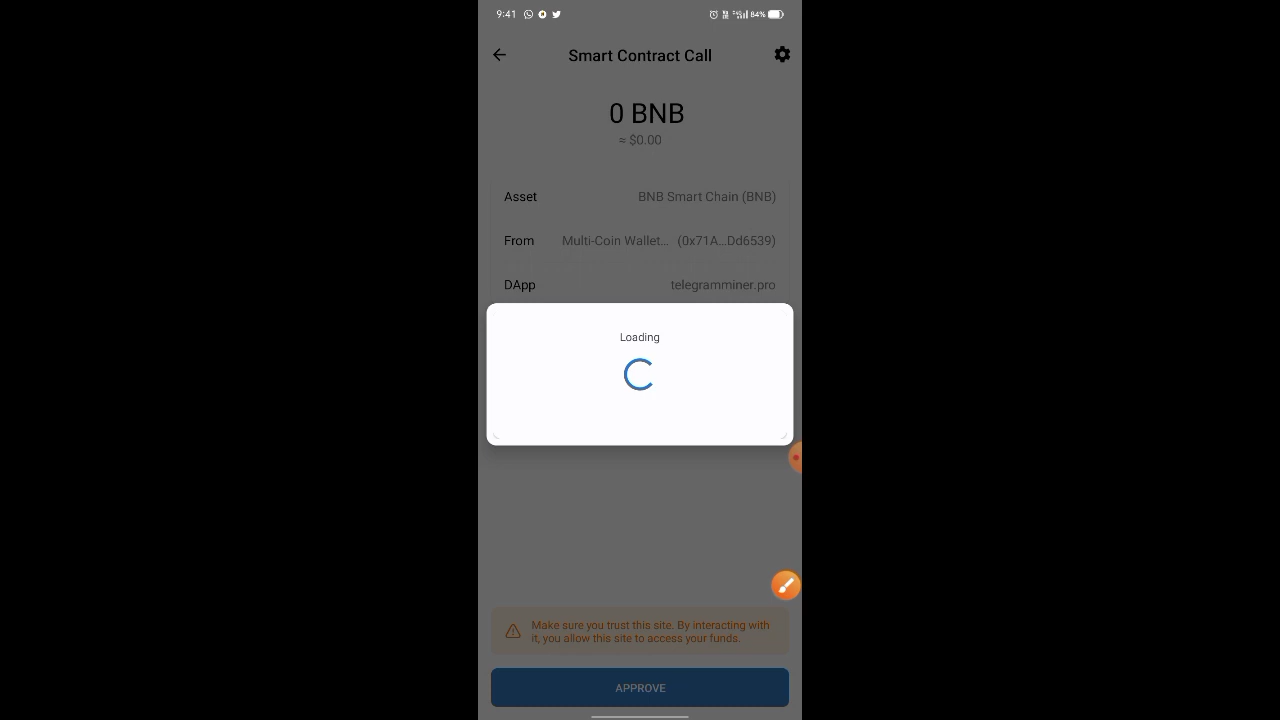 9:41 84%
Smart Contract Call
0 BNB
≈ $0.00
Asset BNB Smart Chain (BNB)
From Multi-Coin Wallet... (0x71A...Dd6539)
DApp telegramminer.pro
Loading
Make sure you trust this site. By interacting with
it, you allow this site to access your funds.
APPROVE